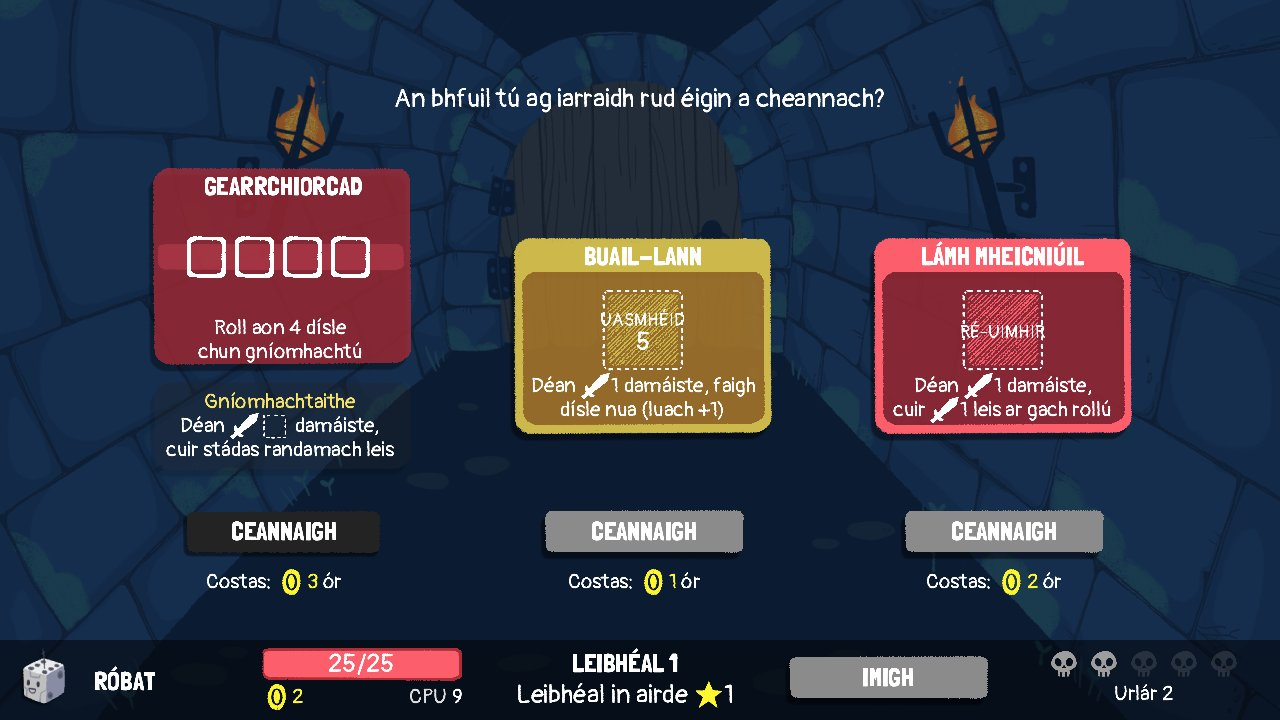 An bhfuil tú ag iarraidh rud éigin a cheannach?
GEARRCHIORCAD
Roll aon 4 dísle
chun gníomhachtú
Gníomhachtaithe
Déan damáiste,
cuir stádas randamach leis
CEANNAIGH
Costas: 3 ór
BUAIL-LANN
UASMHÉID
5
Déan 1 damáiste, faigh
dísle nua (luach +1)
CEANNAIGH
Costas: 1 ór
LÁMH MHEICNIÚIL
RÉ-UIMHIR
Déan 1 damáiste,
cuir 1 leis ar gach rollú
CEANNAIGH
Costas: 2 ór
RÓBAT
25/25
2
CPU 9
LEIBHÉAL 1
Leibhéal in airde 1
IMIGH
Urlár 2